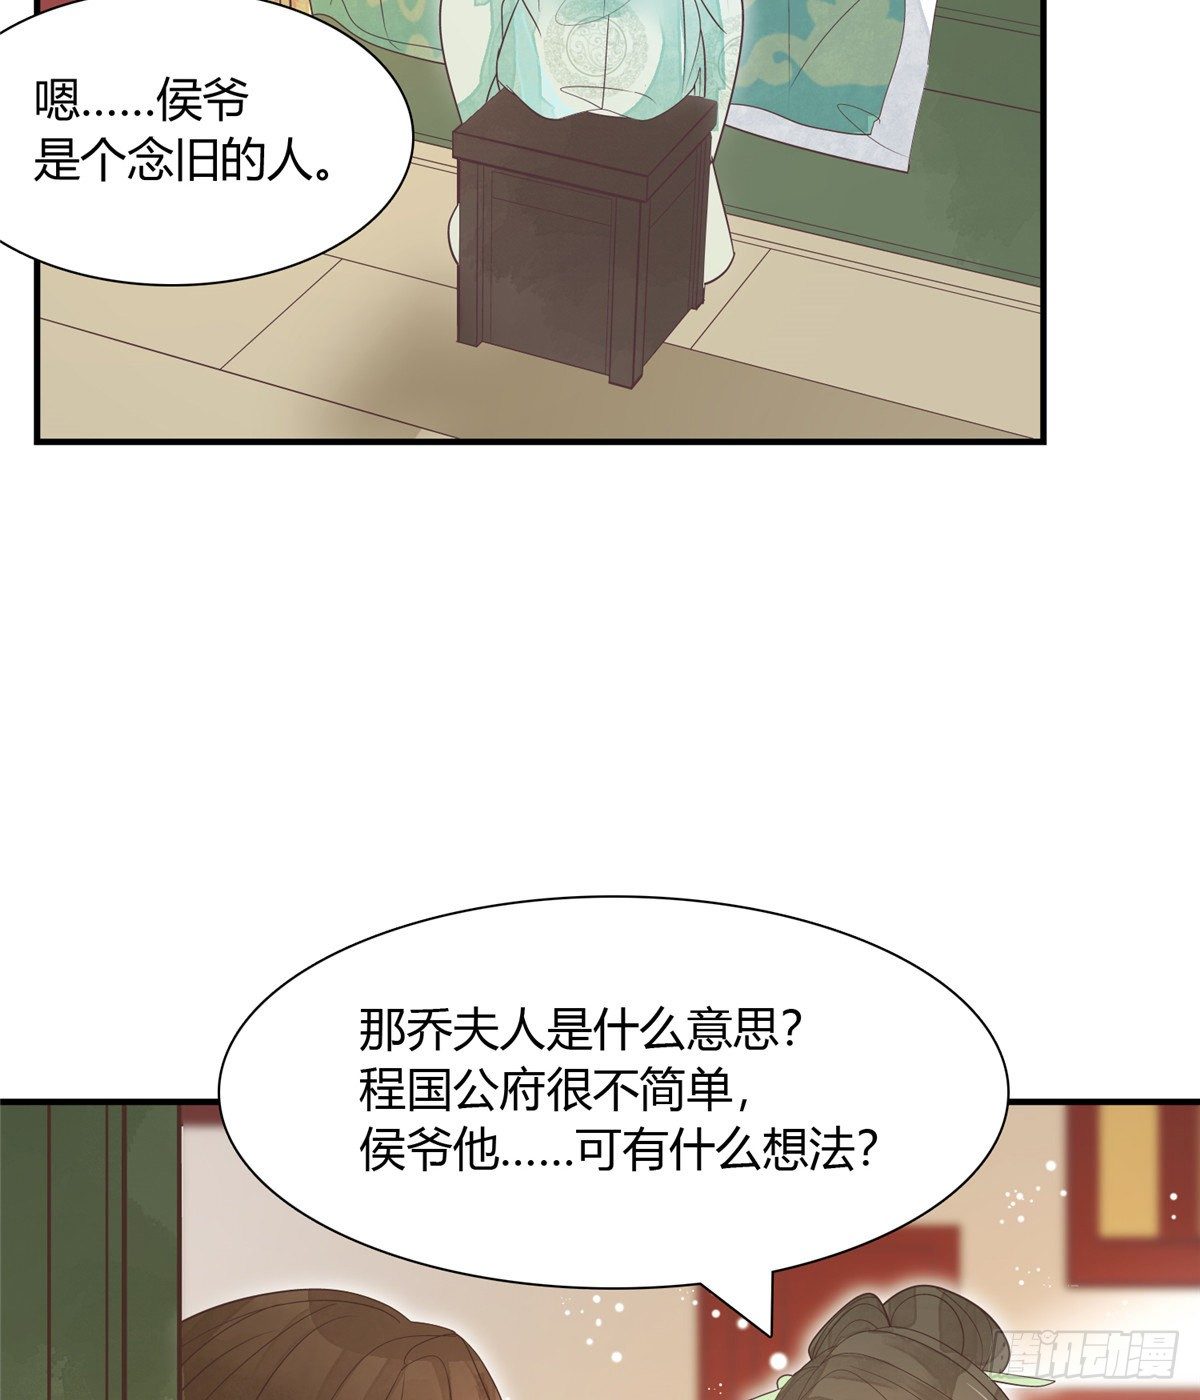 嗯……侯爷
是个念旧的人。
那乔夫人是什么意思？
程国公府很不简单，
侯爷他……可有什么想法？
腾讯动漫